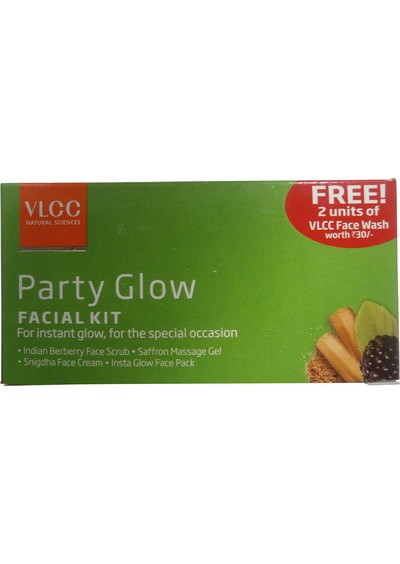 VLCC
NATURAL SCIENCES
FREE!
2 units of
VLCC Face Wash
worth ₹30/-
Party Glow
FACIAL KIT
For instant glow, for the special occasion
• Indian Berberry Face Scrub • Saffron Massage Gel
• Snigdha Face Cream • Insta Glow Face Pack